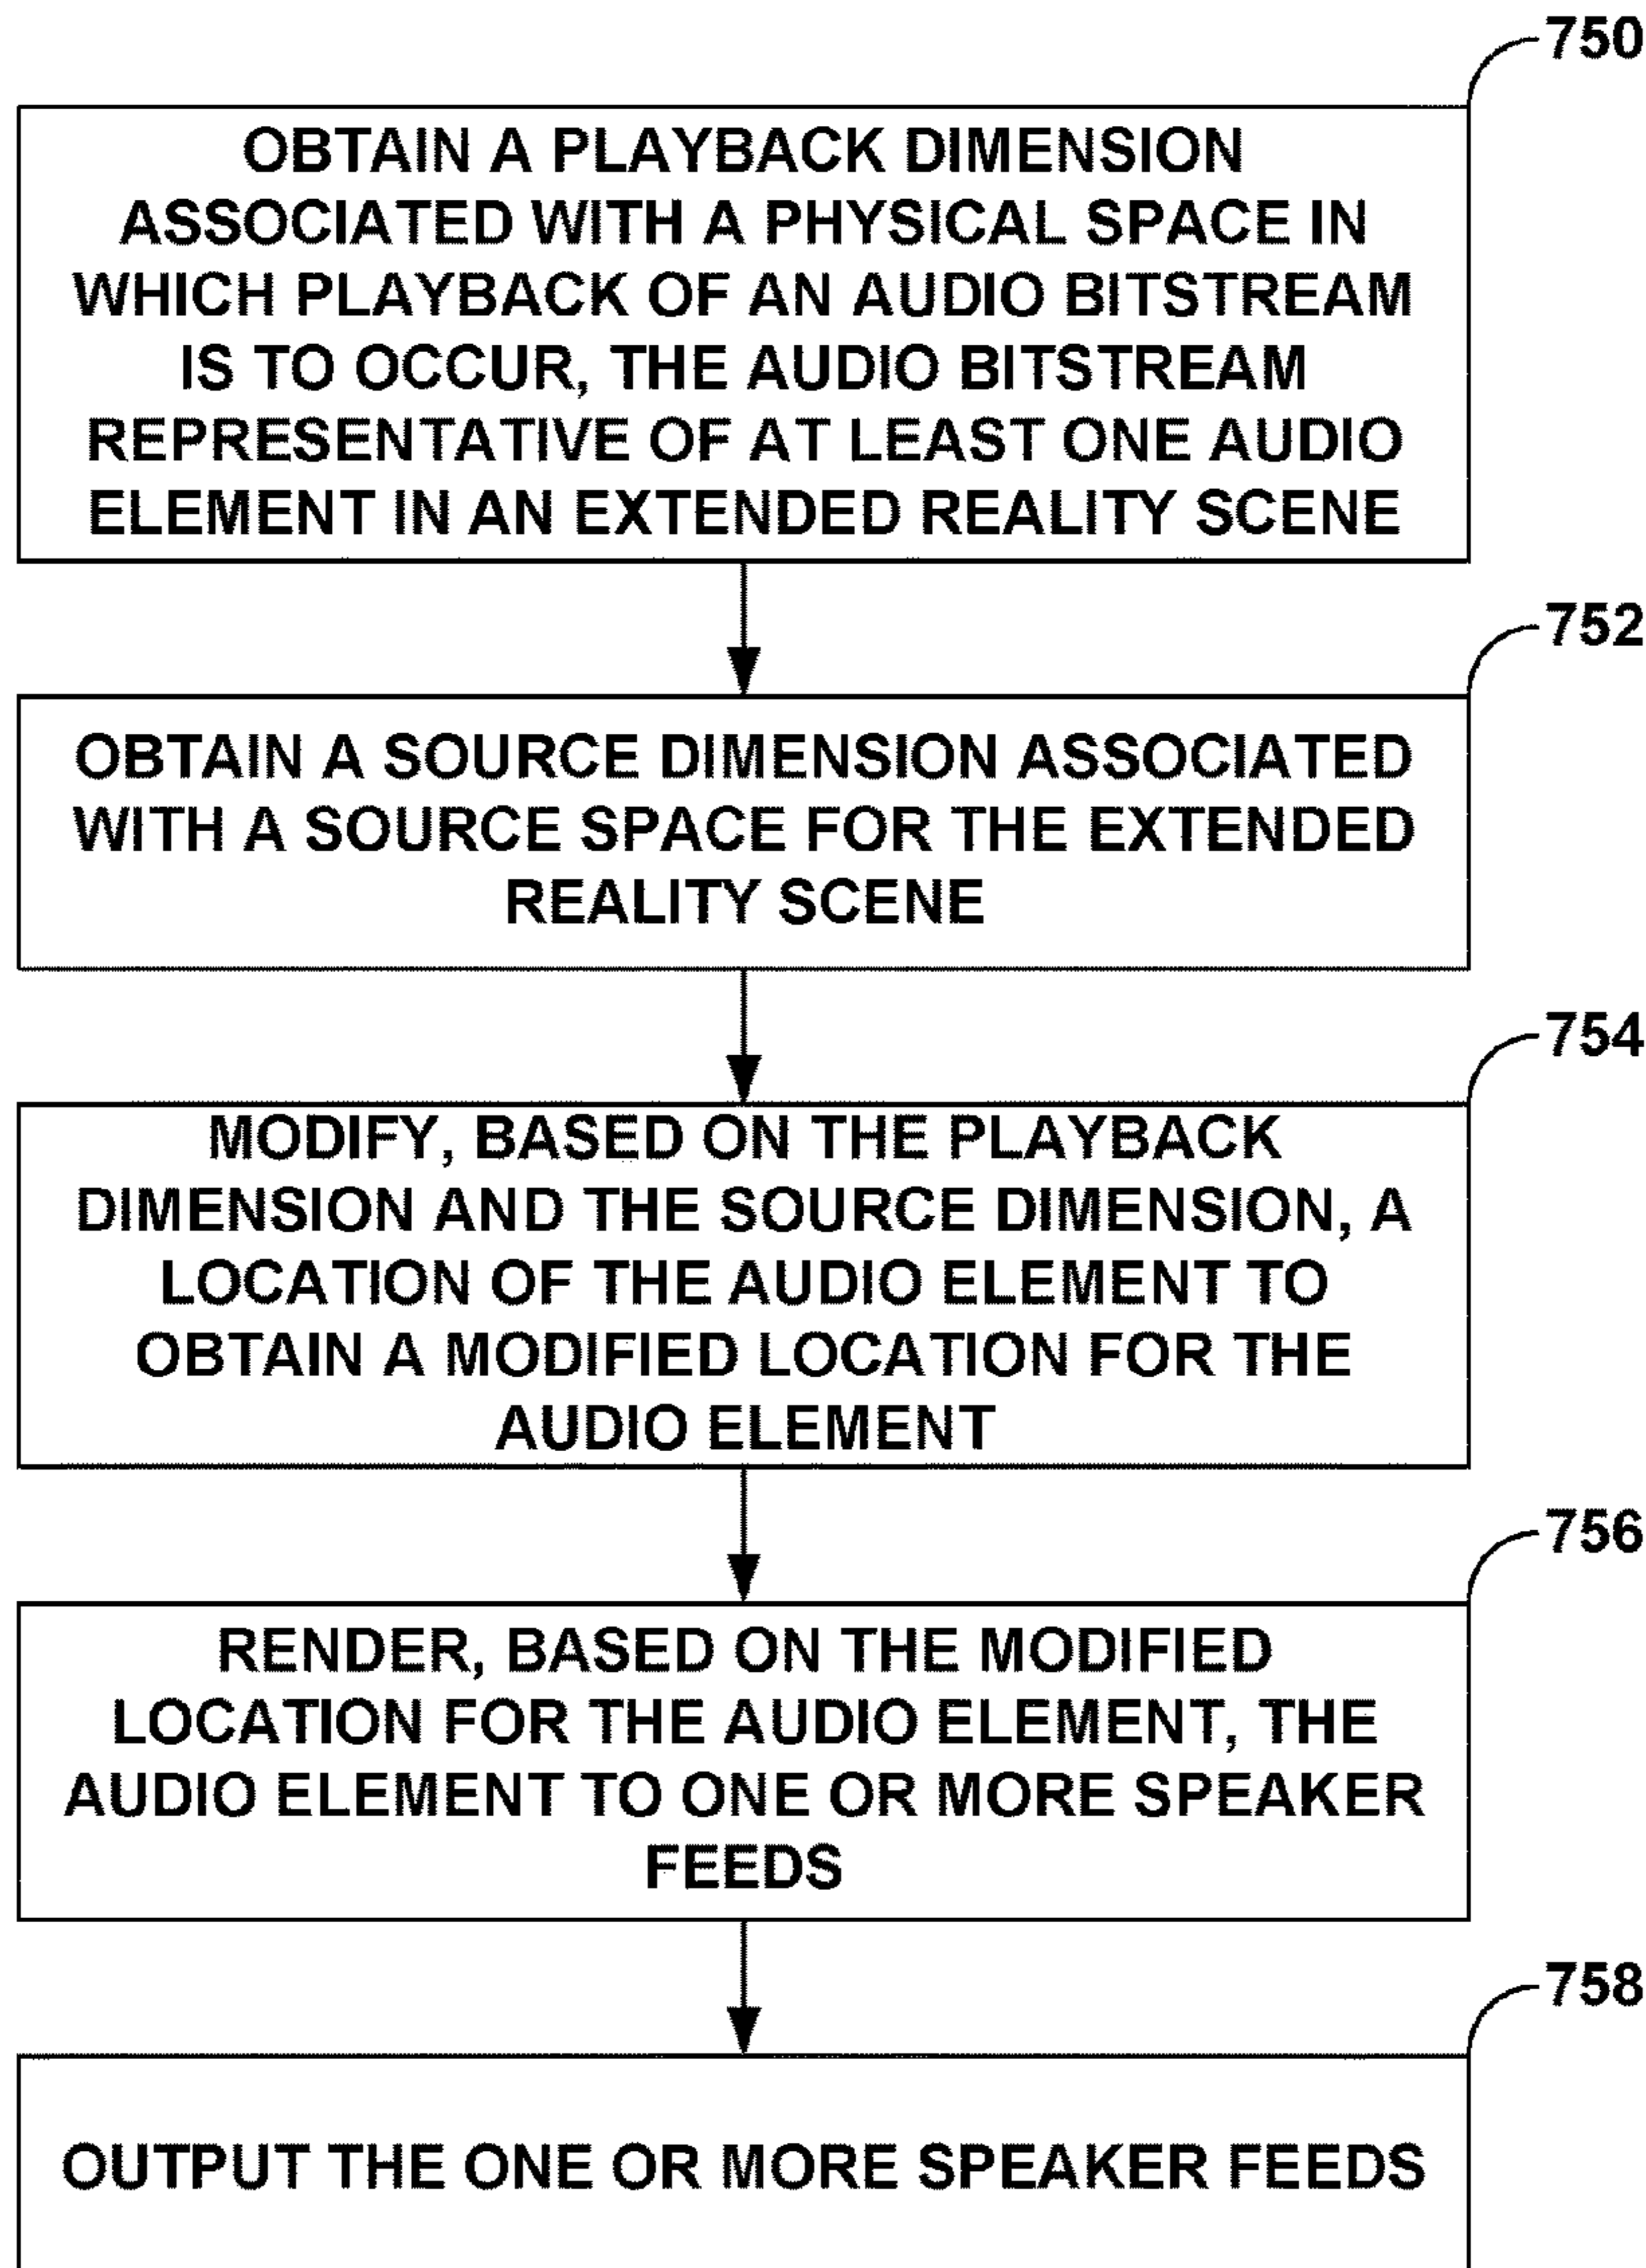 750
OBTAIN A PLAYBACK DIMENSION
ASSOCIATED WITH A PHYSICAL SPACE IN
WHICH PLAYBACK OF AN AUDIO BITSTREAM
IS TO OCCUR, THE AUDIO BITSTREAM
REPRESENTATIVE OF AT LEAST ONE AUDIO
ELEMENT IN AN EXTENDED REALITY SCENE
752
OBTAIN A SOURCE DIMENSION ASSOCIATED
WITH A SOURCE SPACE FOR THE EXTENDED
REALITY SCENE
754
MODIFY, BASED ON THE PLAYBACK
DIMENSION AND THE SOURCE DIMENSION, A
LOCATION OF THE AUDIO ELEMENT TO
OBTAIN A MODIFIED LOCATION FOR THE
AUDIO ELEMENT
756
RENDER, BASED ON THE MODIFIED
LOCATION FOR THE AUDIO ELEMENT, THE
AUDIO ELEMENT TO ONE OR MORE SPEAKER
FEEDS
758
OUTPUT THE ONE OR MORE SPEAKER FEEDS